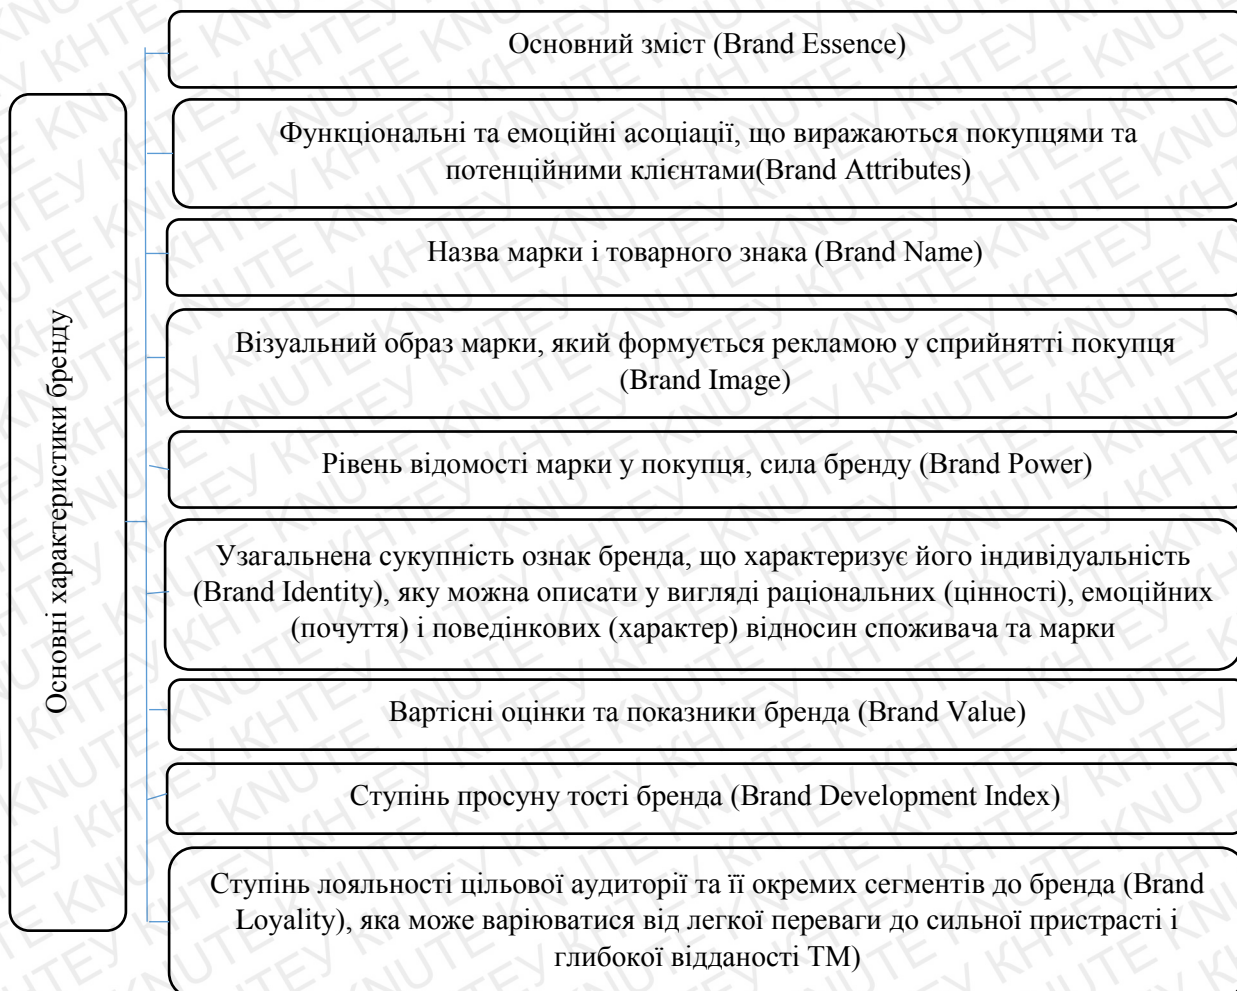 Основний зміст (Brand Essence)
Функціональні та емоційні асоціації, що виражаються покупцями та
потенційними клієнтами(Brand Attributes)
Назва марки і товарного знака (Brand Name)
Візуальний образ марки, який формується рекламою у сприйнятті покупця
(Brand Image)
Рівень відомості марки у покупця, сила бренду (Brand Power)
Узагальнена сукупність ознак бренда, що характеризує його індивідуальність
(Brand Identity), яку можна описати у вигляді раціональних (цінності), емоційних
(почуття) і поведінкових (характер) відносин споживача та марки
Вартісні оцінки та показники бренда (Brand Value)
Ступінь просуну тості бренда (Brand Development Index)
Ступінь лояльності цільової аудиторії та її окремих сегментів до бренда (Brand
Loyality), яка може варіюватися від легкої переваги до сильної пристрасті і
глибокої відданості ТМ)
Основні характеристики бренду